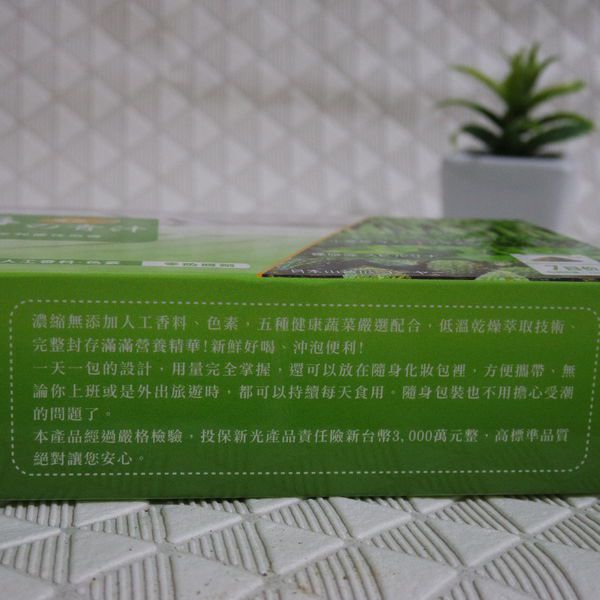 人工香料·色素
濃縮無添加人工香料、色素，五種健康蔬菜嚴選配合，低溫乾燥萃取技術、
完整封存滿滿營養精華！新鮮好喝、沖泡便利！
一天一包的設計，用量完全掌握，還可以放在隨身化妝包裡，方便攜帶、無
論你上班或是外出旅遊時，都可以持續每天食用。隨身包裝也不用擔心受潮
的問題了。
本產品經過嚴格檢驗，投保新光產品責任險新台幣3,000萬元整，高標準品質
絕對讓您安心。